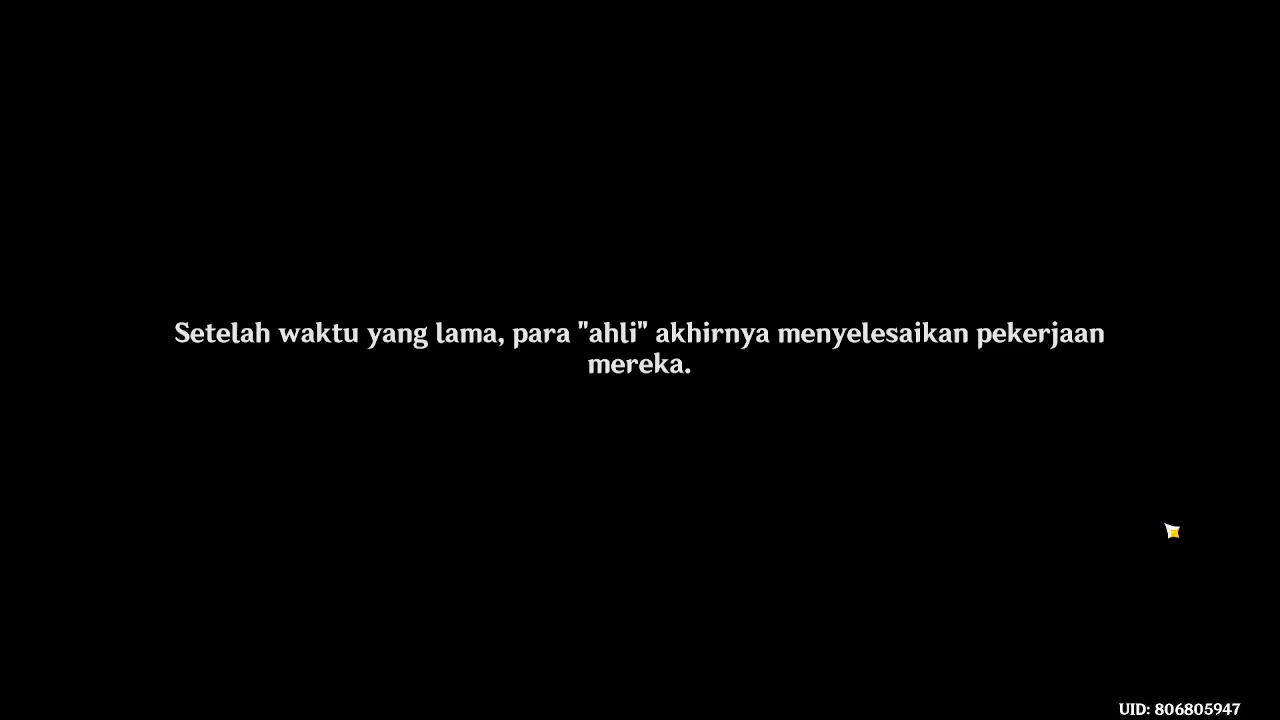 Setelah waktu yang lama, para "ahli" akhirnya menyelesaikan pekerjaan
mereka.
UID: 806805947